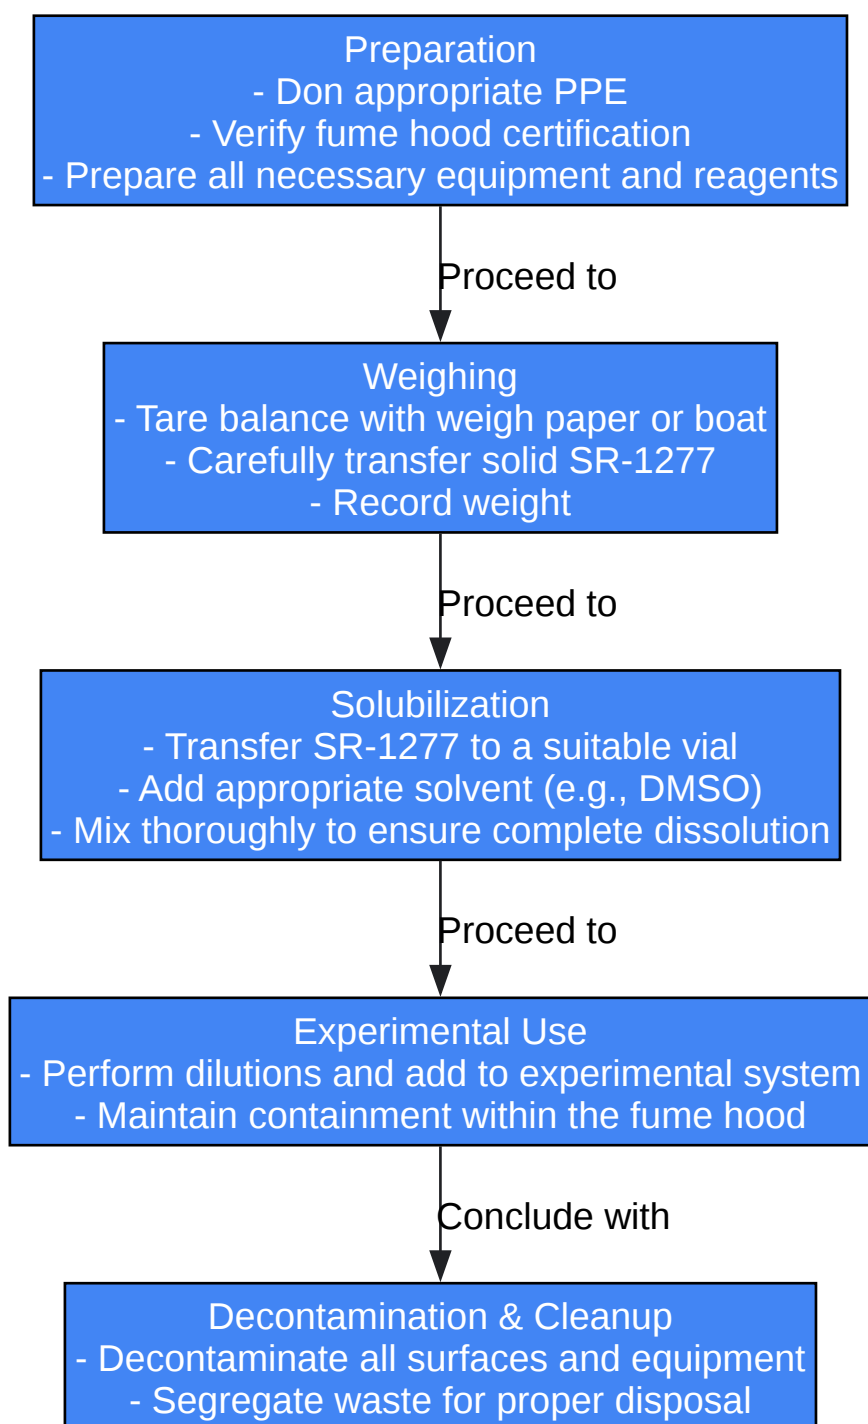 Preparation
- Don appropriate PPE
- Verify fume hood certification
- Prepare all necessary equipment and reagents
Proceed to
Weighing
- Tare balance with weigh paper or boat
- Carefully transfer solid SR-1277
- Record weight
Proceed to
Solubilization
- Transfer SR-1277 to a suitable vial
- Add appropriate solvent (e.g., DMSO)
- Mix thoroughly to ensure complete dissolution
Proceed to
Experimental Use
- Perform dilutions and add to experimental system
- Maintain containment within the fume hood
Conclude with
Decontamination & Cleanup
- Decontaminate all surfaces and equipment
- Segregate waste for proper disposal